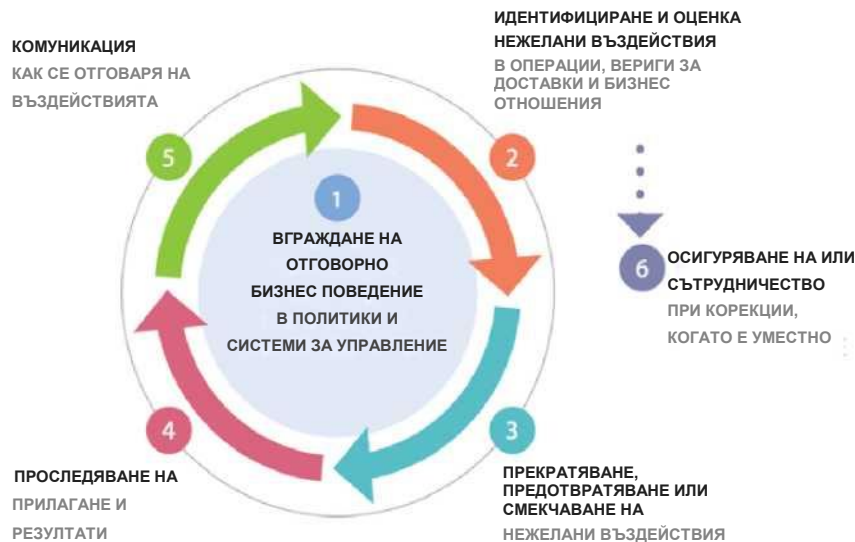 КОМУНИКАЦИЯ
КАК СЕ ОТГОВАРЯ НА
ВЪЗДЕЙСТВИЯТА
5
ИДЕНТИФИЦИРАНЕ И ОЦЕНКА
НЕЖЕЛАНИ ВЪЗДЕЙСТВИЯ
В ОПЕРАЦИИ, ВЕРИГИ ЗА
ДОСТАВКИ И БИЗНЕС
ОТНОШЕНИЯ
2
1
ВГРАЖДАНЕ НА
ОТГОВОРНО
БИЗНЕС ПОВЕДЕНИЕ
В ПОЛИТИКИ И
СИСТЕМИ ЗА УПРАВЛЕНИЕ
6
ОСИГУРЯВАНЕ НА ИЛИ
СЪТРУДНИЧЕСТВО
ПРИ КОРЕКЦИИ,
КОГАТО Е УМЕСТНО
4
ПРОСЛЕДЯВАНЕ НА
ПРИЛАГАНЕ И
РЕЗУЛТАТИ
3
ПРЕКРАТЯВАНЕ,
ПРЕДОТВРАТЯВАНЕ ИЛИ
СМЕКЧАВАНЕ НА
НЕЖЕЛАНИ ВЪЗДЕЙСТВИЯ